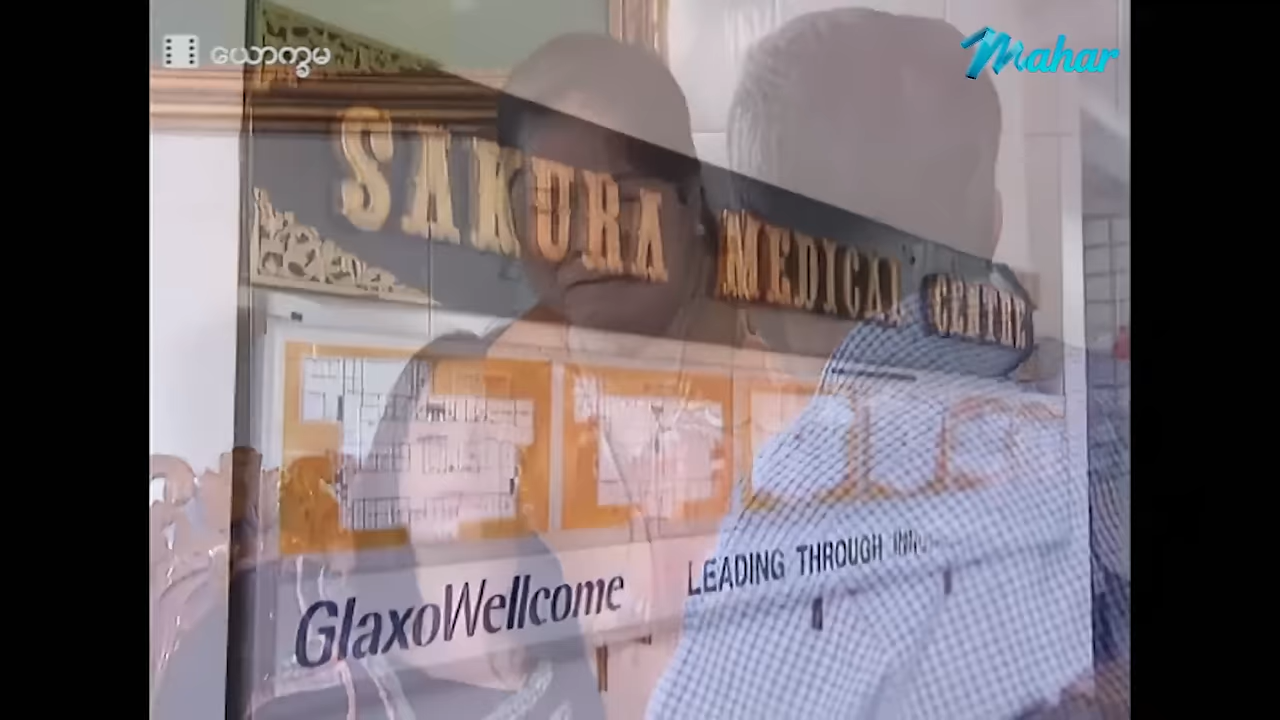 ယောက္ခမ
Mahar
SAKURA MEDICAL CENTRE
GlaxoWellcome
LEADING THROUGH